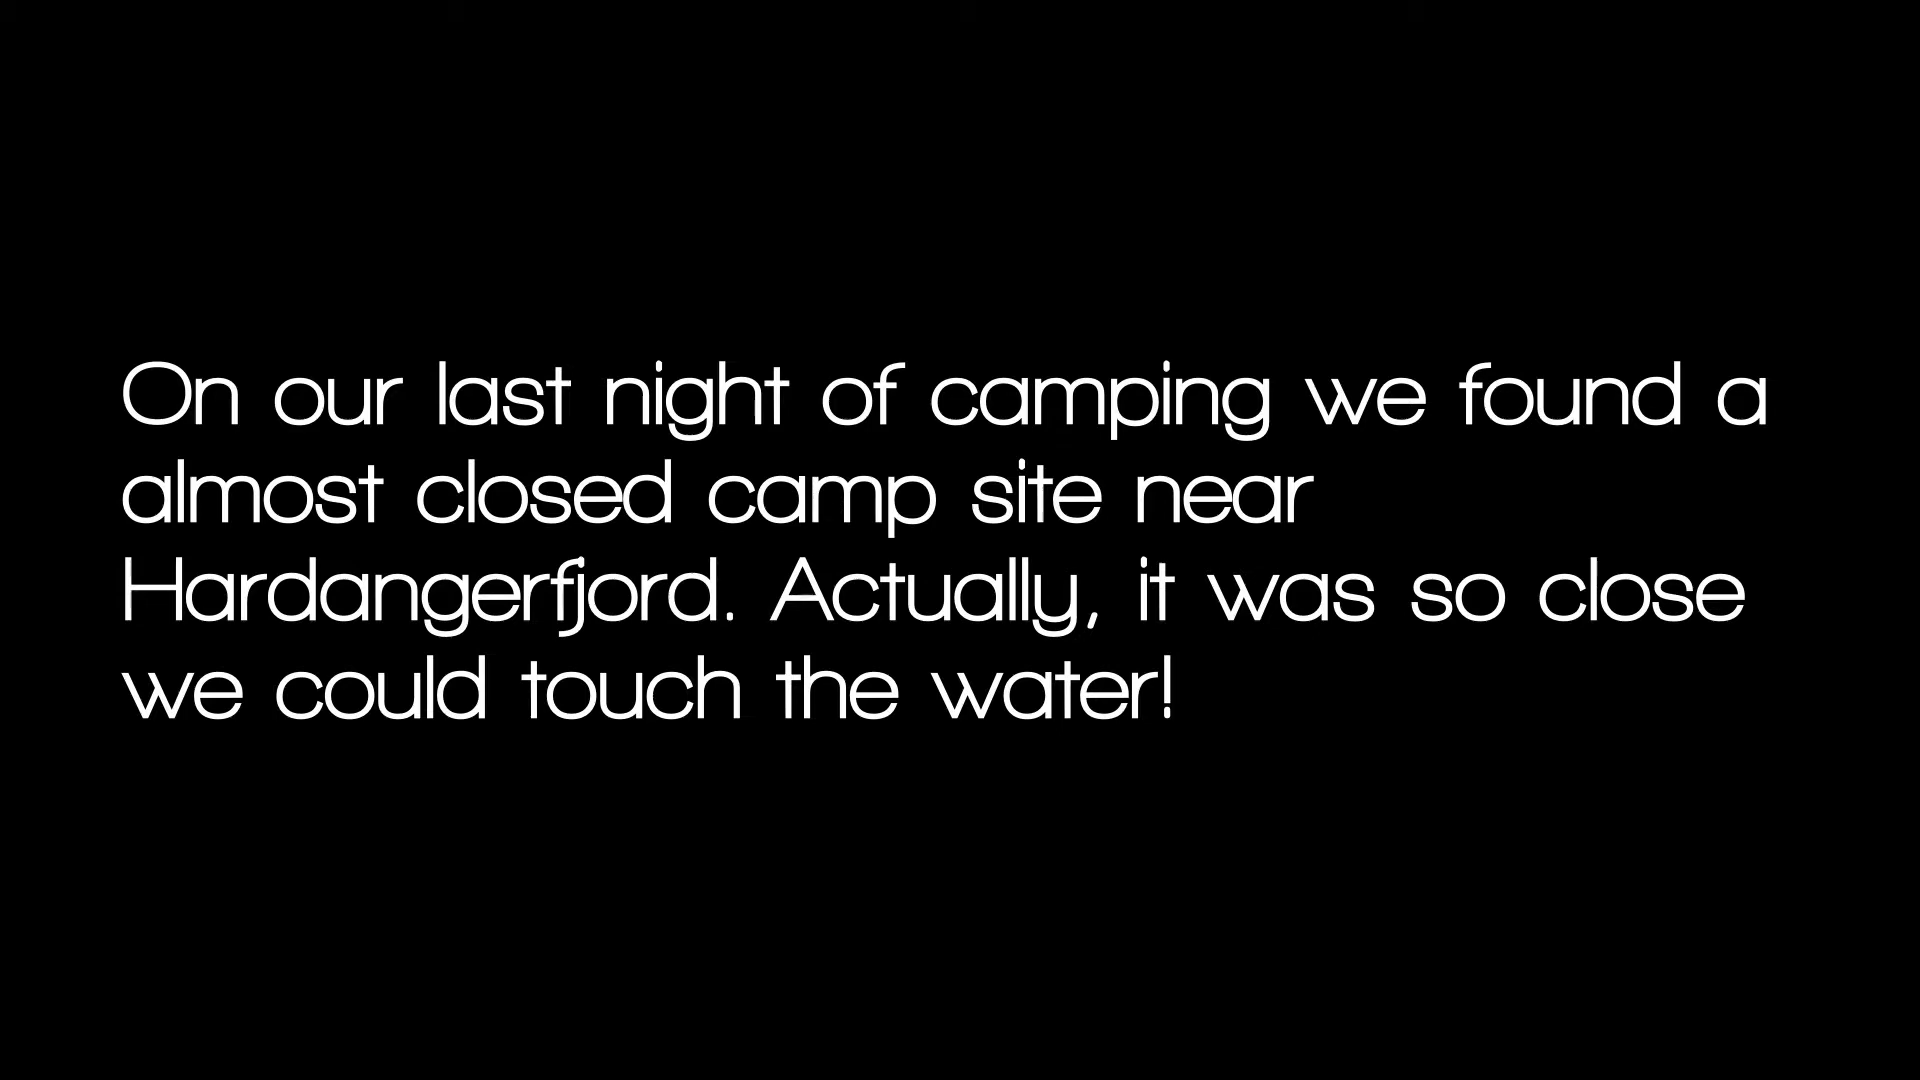 On our last night of camping we found a
almost closed camp site near
Hardangerfjord. Actually, it was so close
we could touch the water!